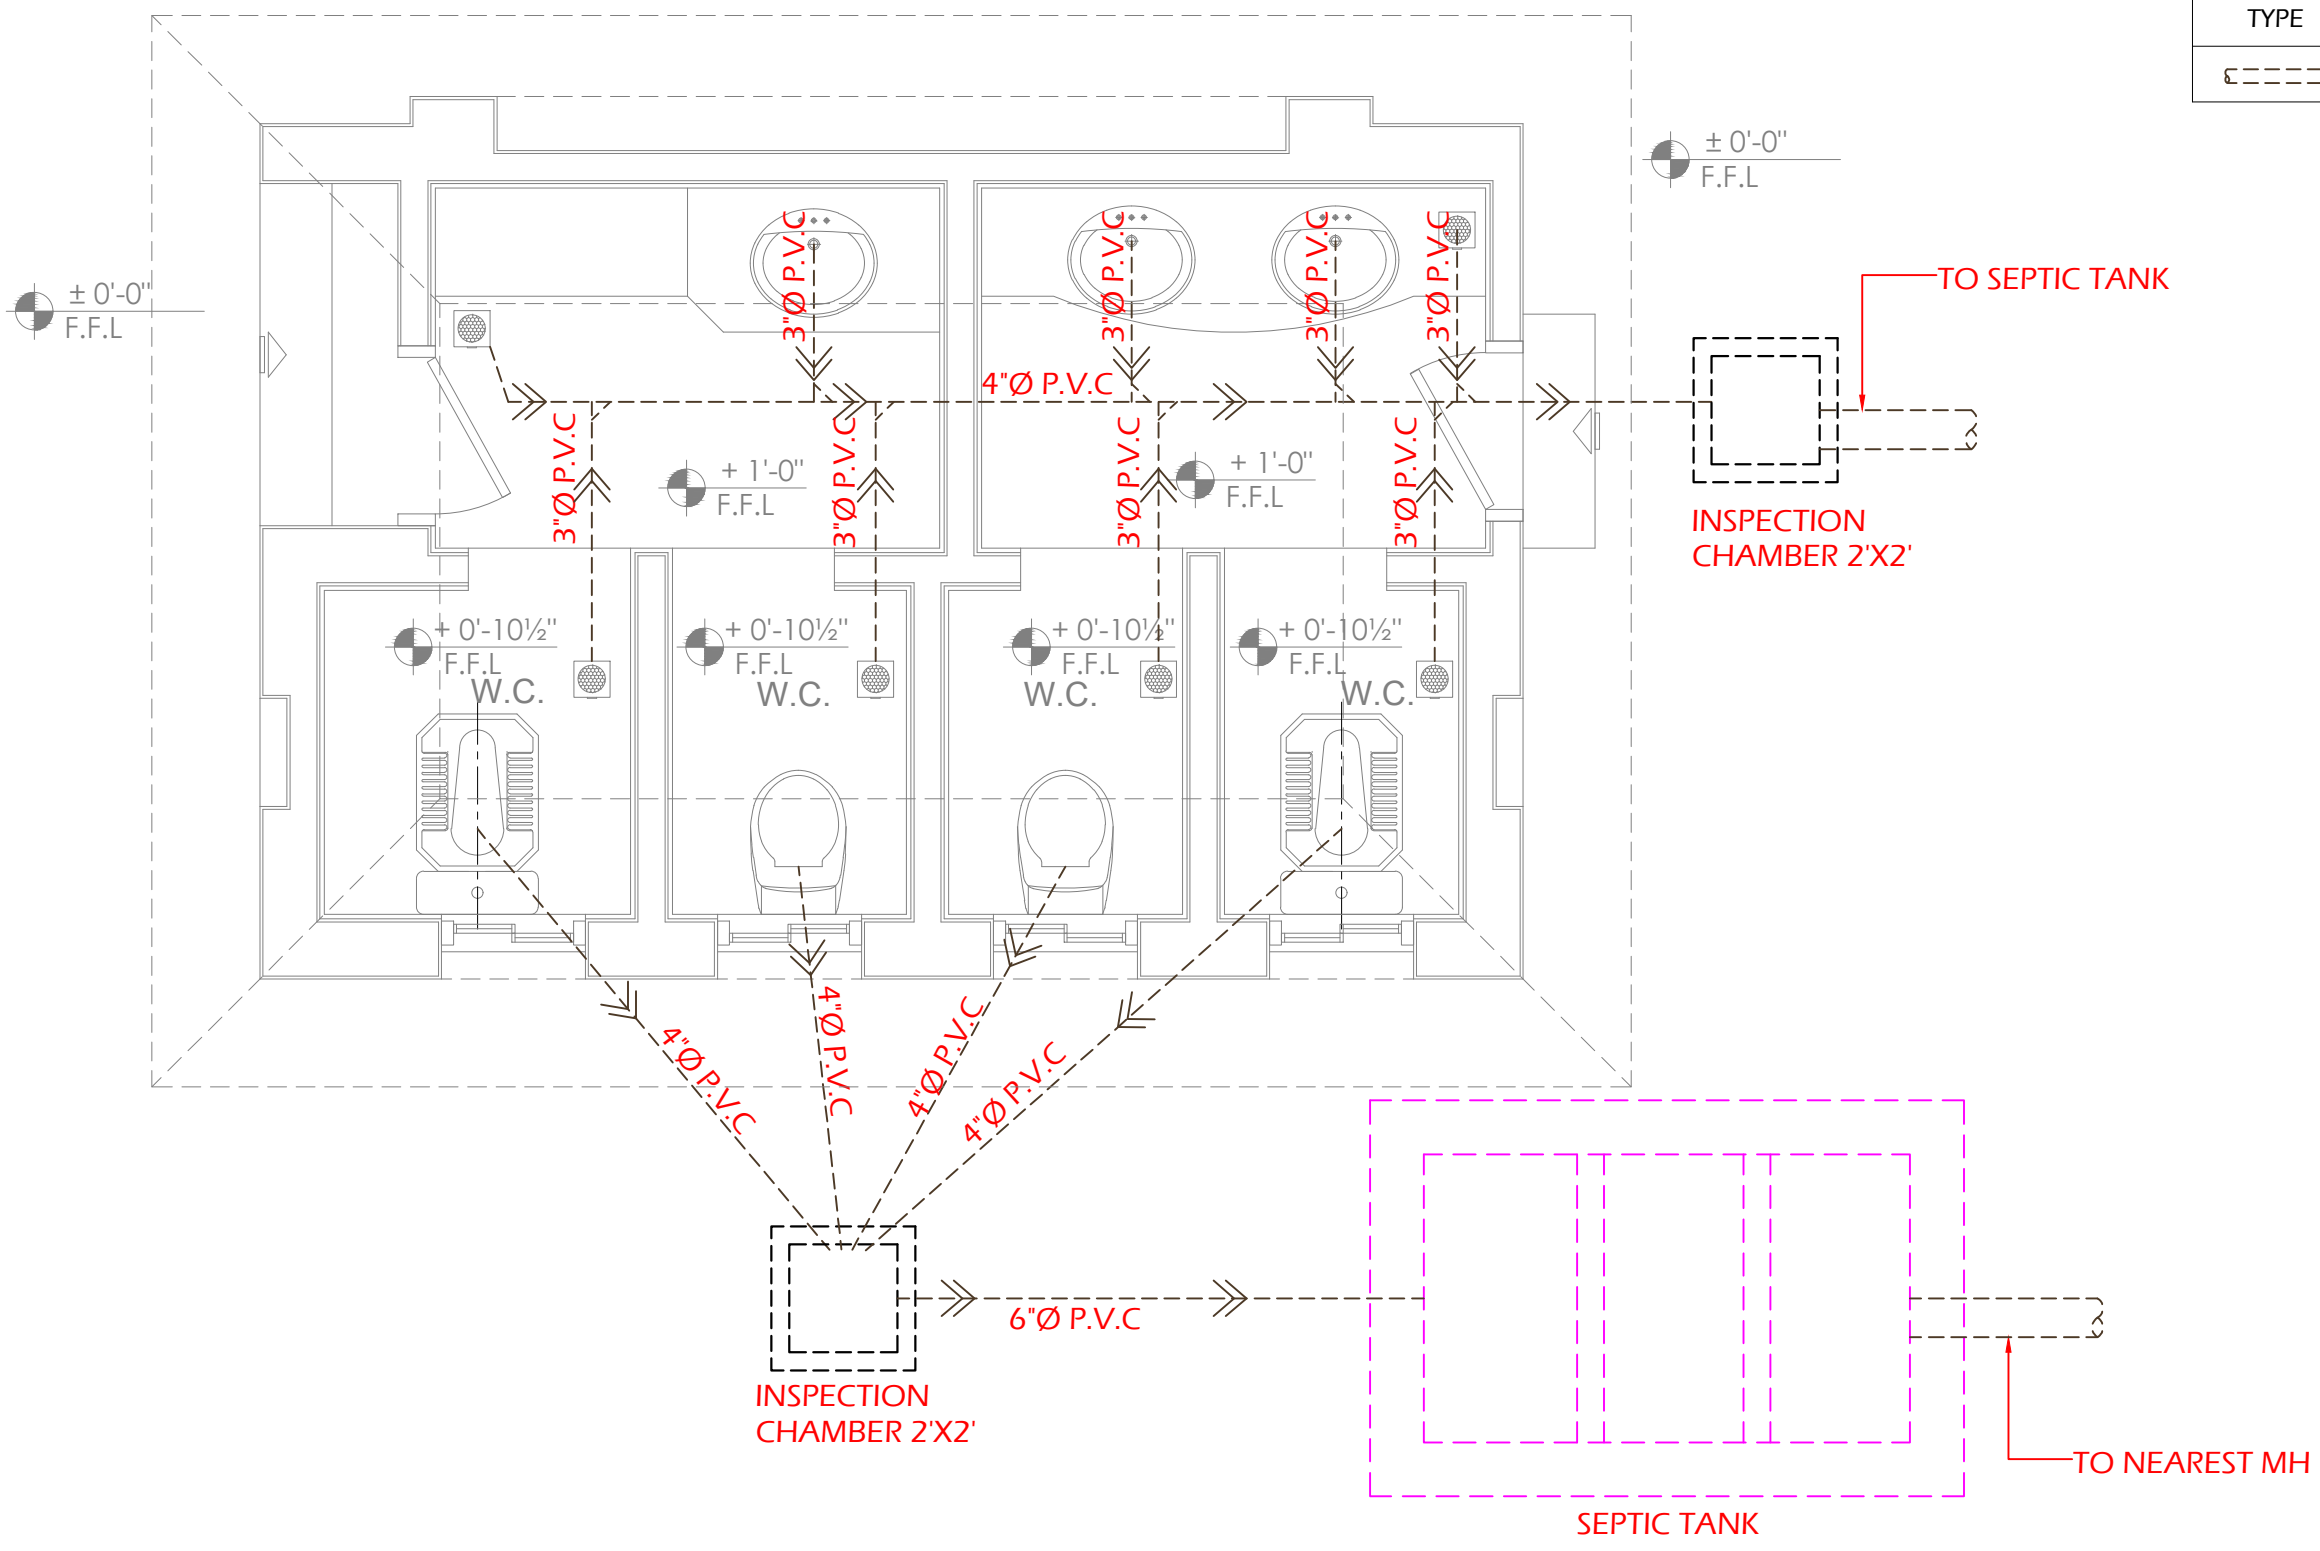 TYPE
± 0'-0"
F.F.L
± 0'-0"
F.F.L
3"Ø P.V.C
3"Ø P.V.C
3"Ø P.V.C
3"Ø P.V.C
TO SEPTIC TANK
4"Ø P.V.C
3"Ø P.V.C
3"Ø P.V.C
3"Ø P.V.C
3"Ø P.V.C
+ 1'-0"
F.F.L
+ 1'-0"
F.F.L
INSPECTION
CHAMBER 2'X2'
+ 0'-10½"
F.F.L
W.C.
+ 0'-10½"
F.F.L
W.C.
+ 0'-10½"
F.F.L
W.C.
+ 0'-10½"
F.F.L
W.C.
4"Ø P.V.C
4"Ø P.V.C
4"Ø P.V.C
4"Ø P.V.C
6"Ø P.V.C
INSPECTION
CHAMBER 2'X2'
TO NEAREST MH
SEPTIC TANK